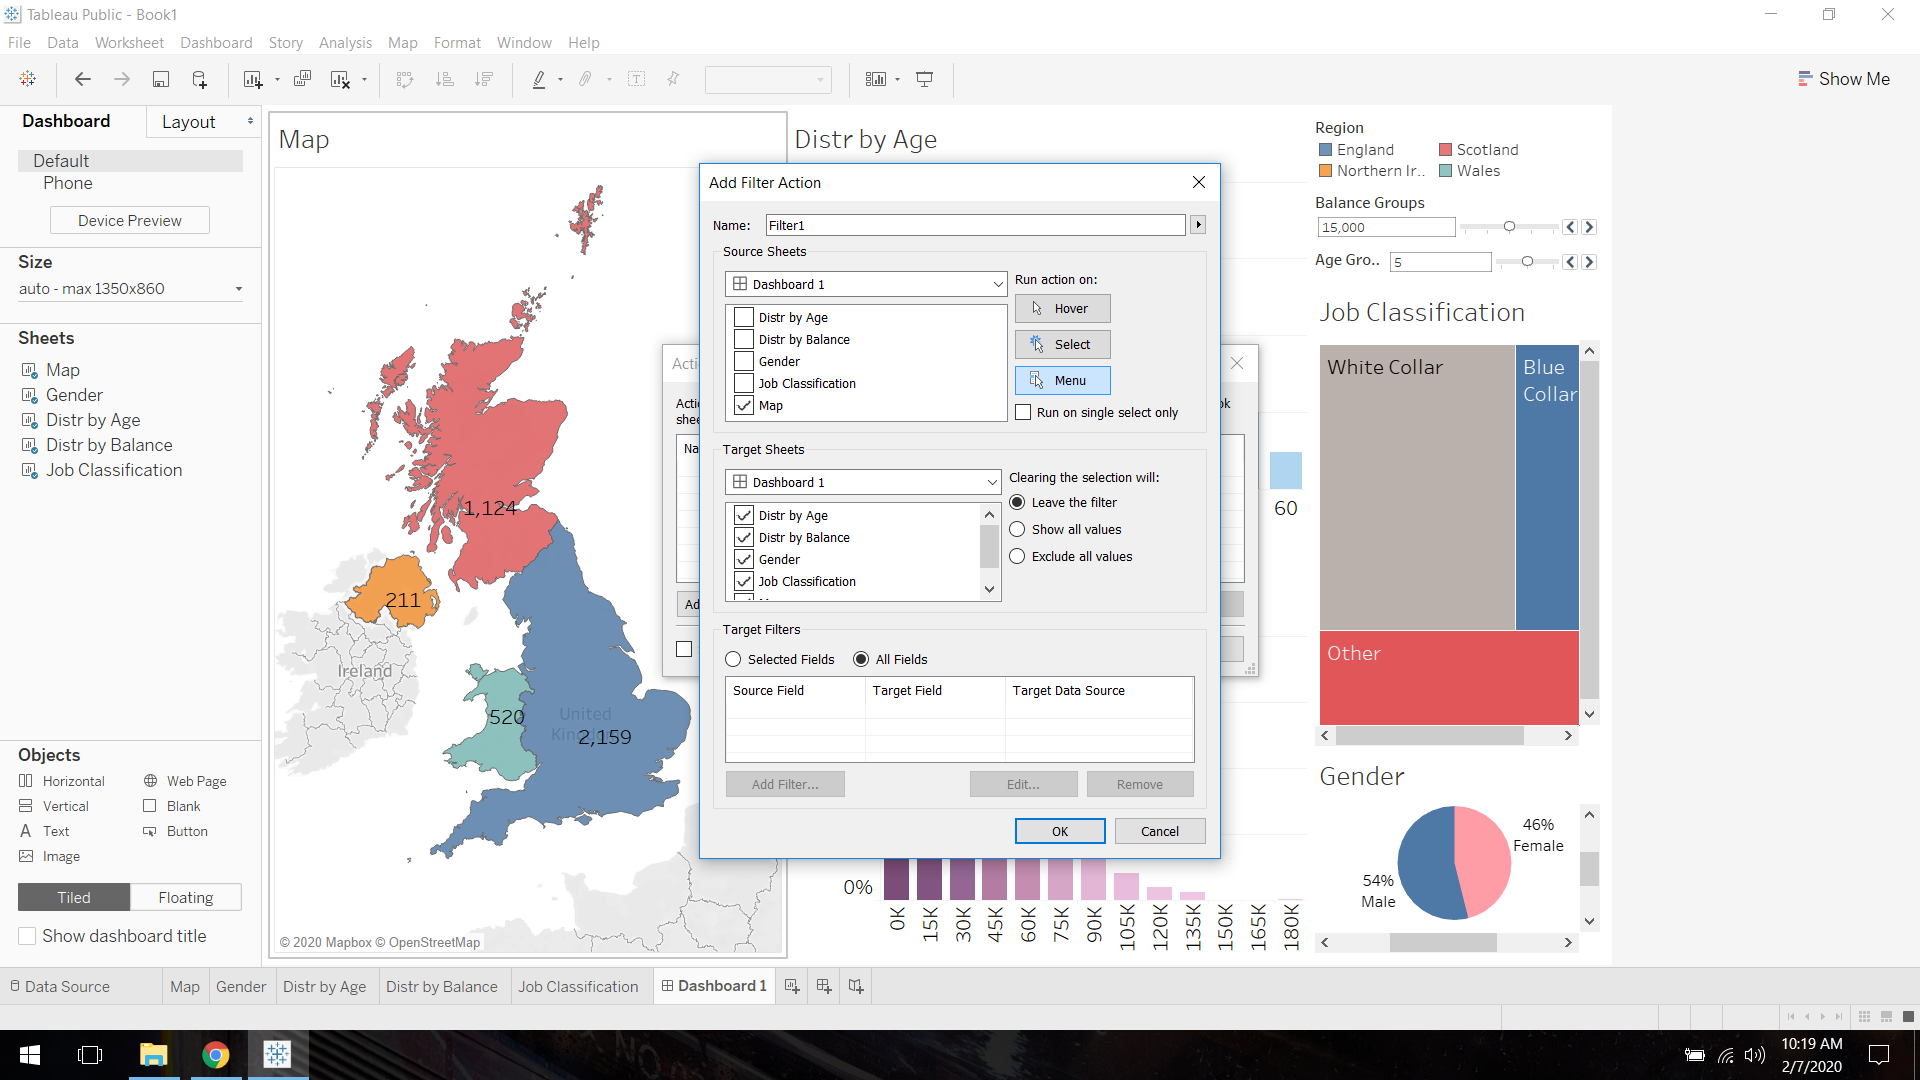 Tableau Public - Book1
File Data Worksheet Dashboard Story Analysis Map Format Window Help
Show Me
Dashboard
Layout
Default
Phone
Device Preview
Size
auto - max 1350x860
Sheets
Map
Gender
Distr by Age
Distr by Balance
Job Classification
Objects
Horizontal
Web Page
Vertical
Blank
Text
Button
Image
Tiled
Floating
Show dashboard title
Map
1,124
211
Ireland
520
United
2,159
© 2020 Mapbox © OpenStreetMap
Distr by Age
60
0%
0K 15K 30K 45K 60K 75K 90K 105K 120K 135K 150K 165K 180K
Add Filter Action
Name:
Filter1
Source Sheets
Dashboard 1
Distr by Age
Distr by Balance
Gender
Job Classification
Map
Run action on:
Hover
Select
Menu
Run on single select only
Target Sheets
Dashboard 1
Distr by Age
Distr by Balance
Gender
Job Classification
Clearing the selection will:
Leave the filter
Show all values
Exclude all values
Target Filters
Selected Fields
All Fields
Source Field
Target Field
Target Data Source
Add Filter...
Edit...
Remove
OK
Cancel
Region
England
Scotland
Northern Ir..
Wales
Balance Groups
15,000
Age Gro..
5
Job Classification
White Collar
Blue
Collar
Other
Gender
46%
Female
54%
Male
Data Source
Map
Gender
Distr by Age
Distr by Balance
Job Classification
Dashboard 1
10:19 AM
2/7/2020